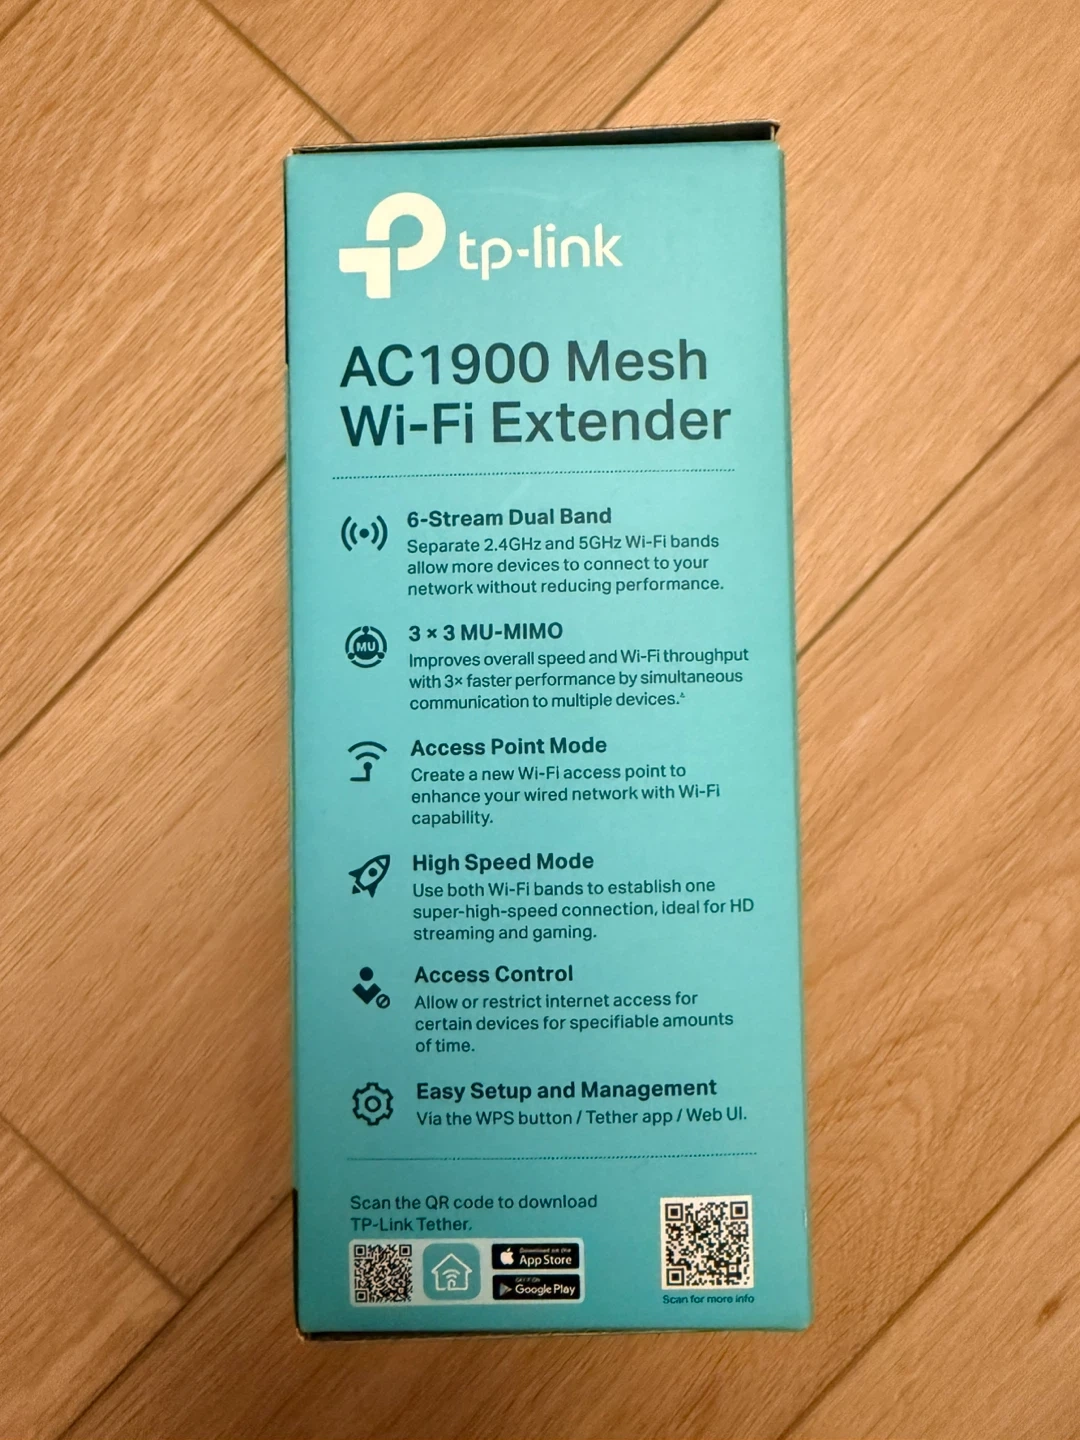 tp-link
AC1900 Mesh
Wi-Fi Extender
6-Stream Dual Band
Separate 2.4GHz and 5GHz Wi-Fi bands
allow more devices to connect to your
network without reducing performance.
MU
3 × 3 MU-MIMO
Improves overall speed and Wi-Fi throughput
with 3× faster performance by simultaneous
communication to multiple devices.
Access Point Mode
Create a new Wi-Fi access point to
enhance your wired network with Wi-Fi
capability.
High Speed Mode
Use both Wi-Fi bands to establish one
super-high-speed connection, ideal for HD
streaming and gaming.
Access Control
Allow or restrict internet access for
certain devices for specifiable amounts
of time.
Easy Setup and Management
Via the WPS button / Tether app / Web UI.
Scan the QR code to download
TP-Link Tether.
Download on the
App Store
GET IT ON
Google Play
Scan for more info